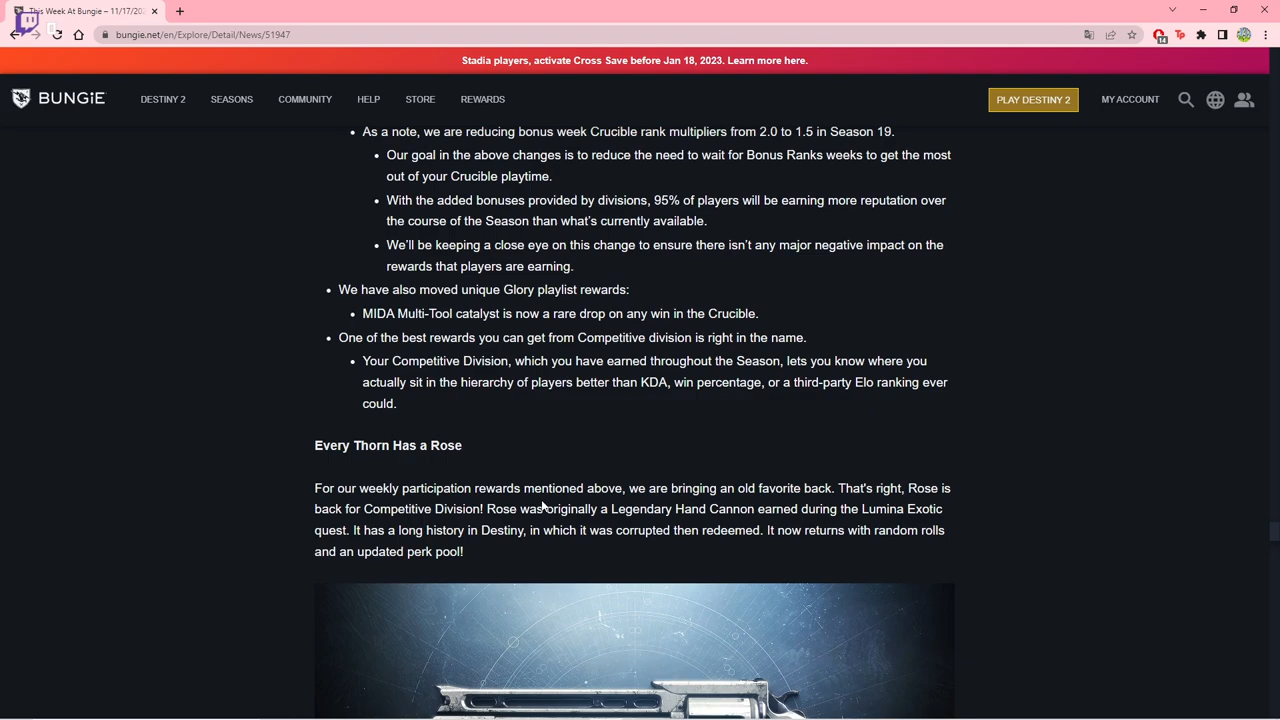 This Week At Bungie – 11/17/202
bungie.net/en/Explore/Detail/News/51947
14
Stadia players, activate Cross Save before Jan 18, 2023. Learn more here.
BUNGiE
DESTINY 2
SEASONS
COMMUNITY
HELP
STORE
REWARDS
PLAY DESTINY 2
MY ACCOUNT
• As a note, we are reducing bonus week Crucible rank multipliers from 2.0 to 1.5 in Season 19.
• Our goal in the above changes is to reduce the need to wait for Bonus Ranks weeks to get the most
out of your Crucible playtime.
• With the added bonuses provided by divisions, 95% of players will be earning more reputation over
the course of the Season than what’s currently available.
• We’ll be keeping a close eye on this change to ensure there isn’t any major negative impact on the
rewards that players are earning.
• We have also moved unique Glory playlist rewards:
• MIDA Multi-Tool catalyst is now a rare drop on any win in the Crucible.
• One of the best rewards you can get from Competitive division is right in the name.
• Your Competitive Division, which you have earned throughout the Season, lets you know where you
actually sit in the hierarchy of players better than KDA, win percentage, or a third-party Elo ranking ever
could.
Every Thorn Has a Rose
For our weekly participation rewards mentioned above, we are bringing an old favorite back. That's right, Rose is
back for Competitive Division! Rose was originally a Legendary Hand Cannon earned during the Lumina Exotic
quest. It has a long history in Destiny, in which it was corrupted then redeemed. It now returns with random rolls
and an updated perk pool!